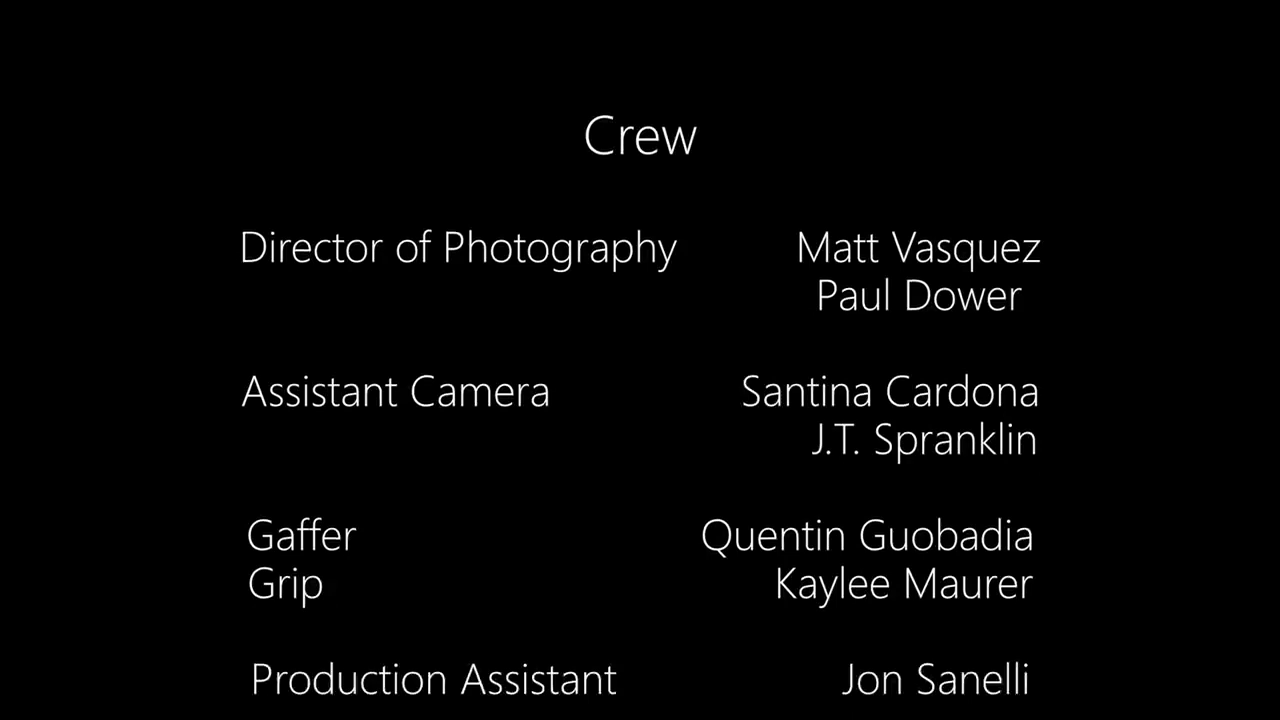 Crew
Director of Photography Matt Vasquez
Paul Dower
Assistant Camera Santina Cardona
J.T. Spranklin
Gaffer Quentin Guobadia
Grip Kaylee Maurer
Production Assistant Jon Sanelli